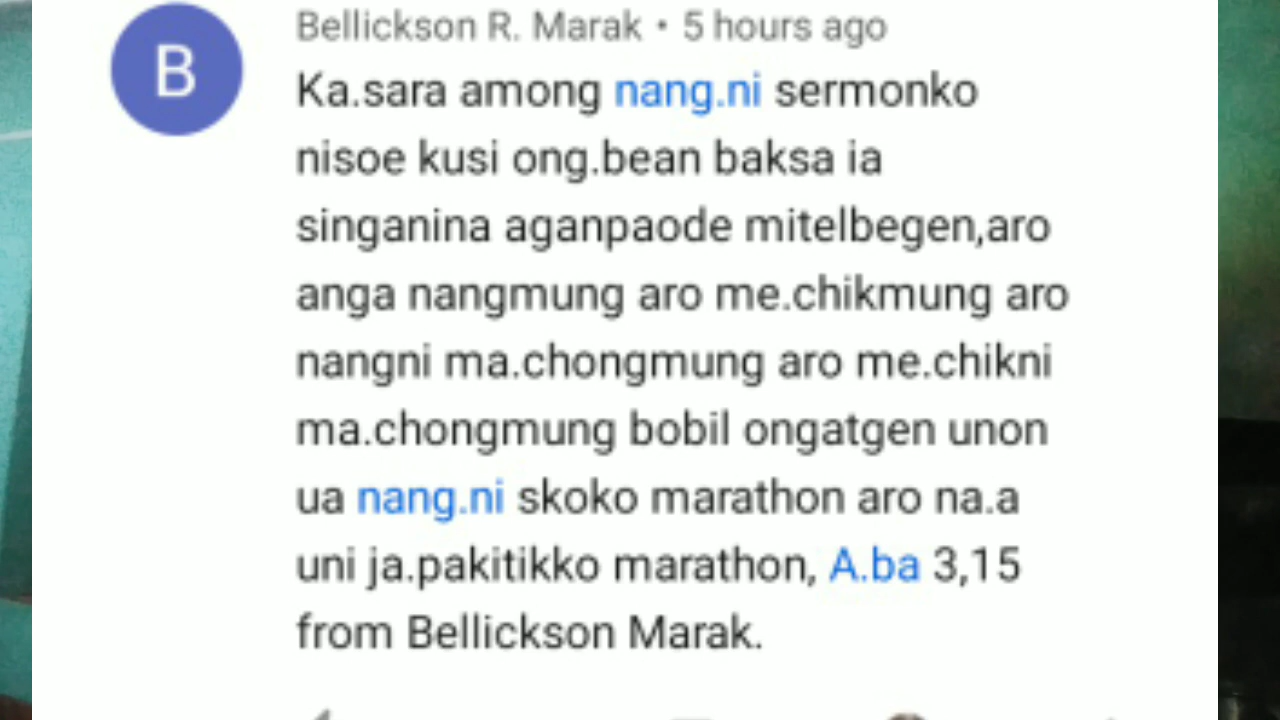 B
Bellickson R. Marak • 5 hours ago
Ka.sara among nang.ni sermonko
nisoe kusi ong.bean baksa ia
singanina aganpaode mitelbegen,aro
anga nangmung aro me.chikmung aro
nangni ma.chongmung aro me.chikni
ma.chongmung bobil ongatgen unon
ua nang.ni skoko marathon aro na.a
uni ja.pakitikko marathon, A.ba 3,15
from Bellickson Marak.